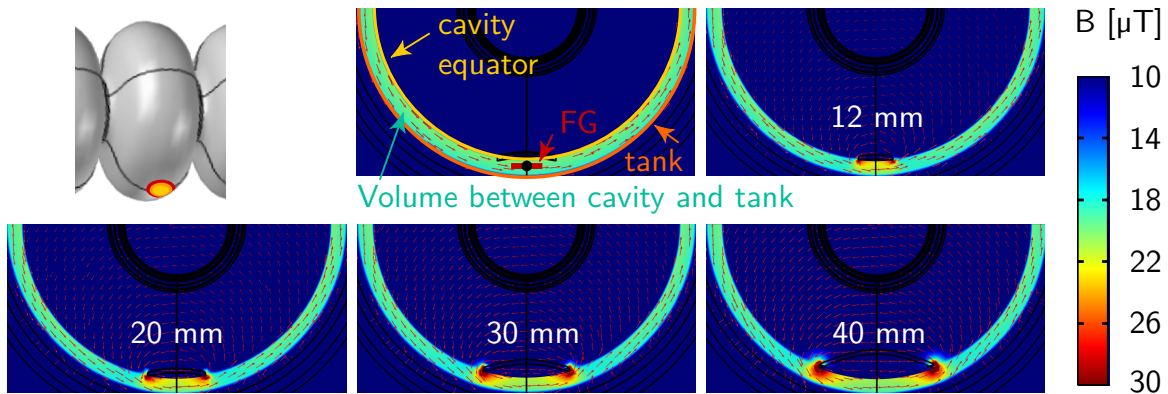 cavity
equator
FG
tank
Volume between cavity and tank
12 mm
20 mm
30 mm
40 mm
B [µT]
10
14
18
22
26
30